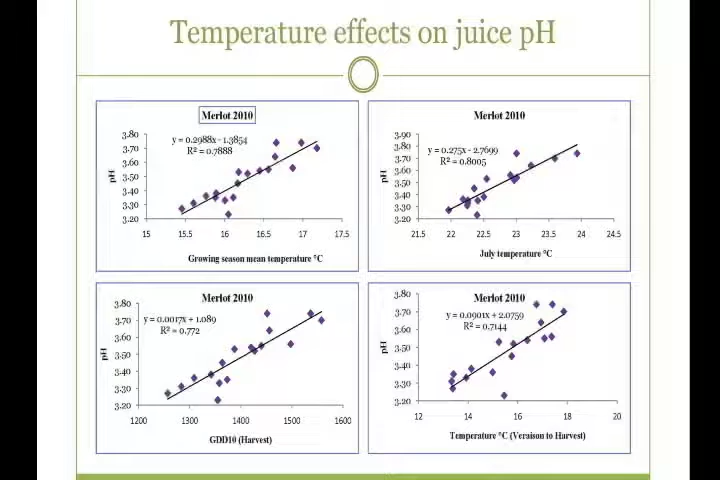 Temperature effects on juice pH
Merlot 2010
y = 0.2988x - 1.3854
R² = 0.7888
pH
3.80
3.70
3.60
3.50
3.40
3.30
3.20
15 15.5 16 16.5 17 17.5
Growing season mean temperature °C
Merlot 2010
y = 0.275x - 2.7699
R² = 0.8005
pH
3.90
3.80
3.70
3.60
3.50
3.40
3.30
3.20
21.5 22 22.5 23 23.5 24 24.5
July temperature °C
Merlot 2010
y = 0.0017x + 1.089
R² = 0.772
pH
3.80
3.70
3.60
3.50
3.40
3.30
3.20
1200 1300 1400 1500 1600
GDD10 (Harvest)
Merlot 2010
y = 0.0901x + 2.0759
R² = 0.7144
pH
3.80
3.70
3.60
3.50
3.40
3.30
3.20
12 14 16 18 20
Temperature °C (Veraison to Harvest)